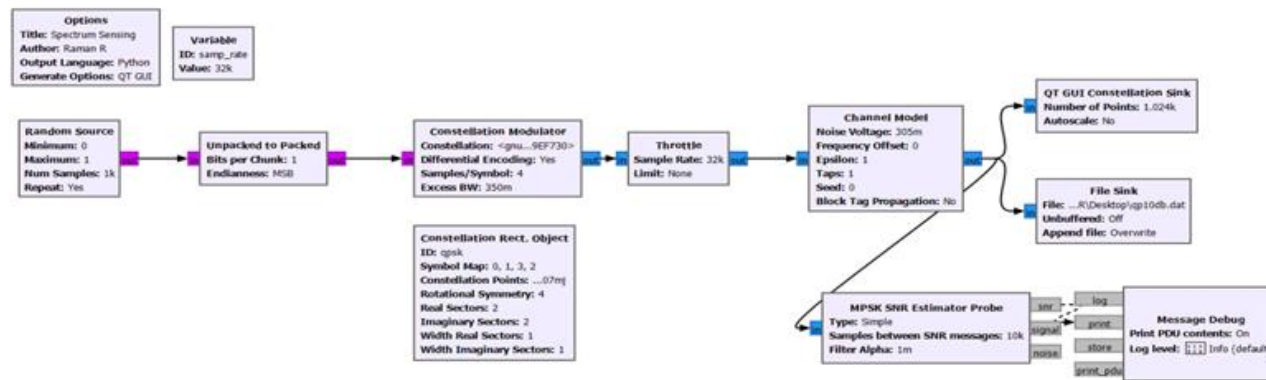 Options
Title: Spectrum Sensing
Author: Raman R
Output Language: Python
Generate Options: QT GUI
Variable
ID: samp_rate
Value: 32k
Random Source
Minimum: 0
Maximum: 1
Num Samples: 1k
Repeat: Yes
out
in
Unpacked to Packed
Bits per Chunk: 1
Endianness: MSB
out
in
Constellation Modulator
Constellation: <gnu...9EF730>
Differential Encoding: Yes
Samples/Symbol: 4
Excess BW: 350m
out
in
Throttle
Sample Rate: 32k
Limit: None
out
in
Channel Model
Noise Voltage: 305m
Frequency Offset: 0
Epsilon: 1
Taps: 1
Seed: 0
Block Tag Propagation: No
out
in
QT GUI Constellation Sink
Number of Points: 1.024k
Autoscale: No
in
File Sink
File: ...R\Desktop\qp10db.dat
Unbuffered: Off
Append file: Overwrite
Constellation Rect. Object
ID: qpsk
Symbol Map: 0, 1, 3, 2
Constellation Points: ...07mj
Rotational Symmetry: 4
Real Sectors: 2
Imaginary Sectors: 2
Width Real Sectors: 1
Width Imaginary Sectors: 1
in
MPSK SNR Estimator Probe
Type: Simple
Samples between SNR messages: 10k
Filter Alpha: 1m
snr
signal
noise
log
print
store
print_pdu
Message Debug
Print PDU contents: On
Log level: Info (default